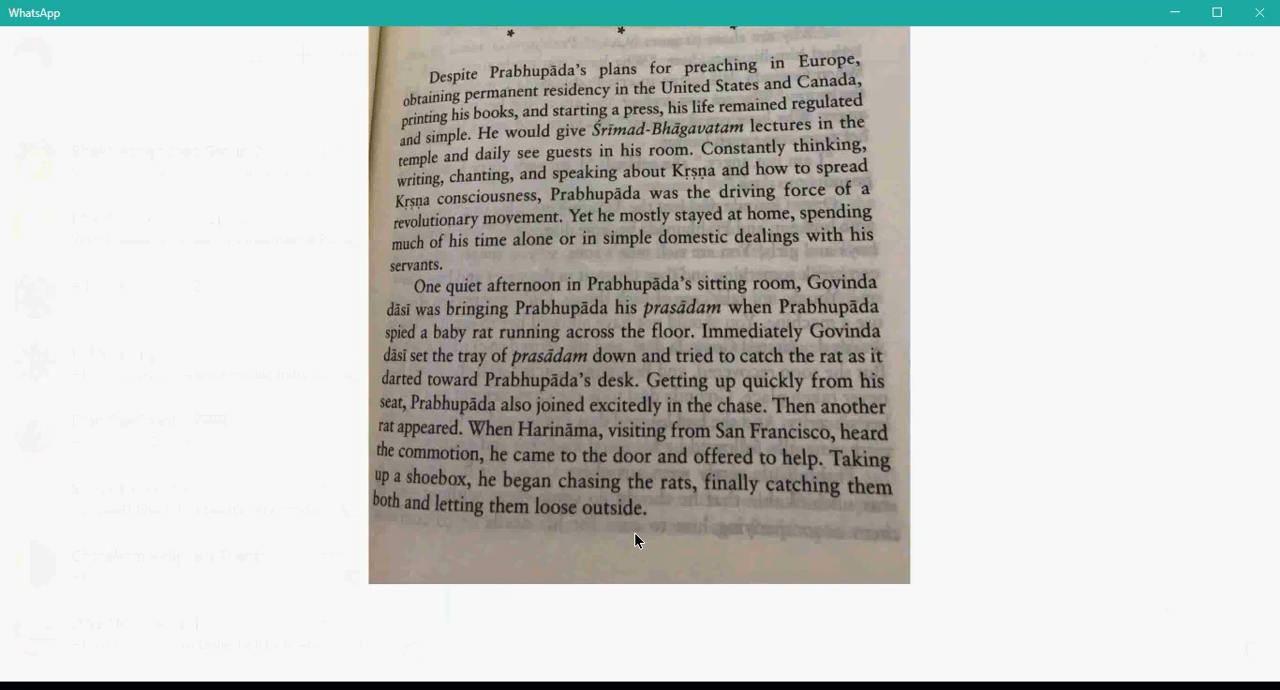 WhatsApp
* * *
Despite Prabhupāda's plans for preaching in Europe,
obtaining permanent residency in the United States and Canada,
printing his books, and starting a press, his life remained regulated
and simple. He would give Śrīmad-Bhāgavatam lectures in the
temple and daily see guests in his room. Constantly thinking,
writing, chanting, and speaking about Kṛṣṇa and how to spread
Kṛṣṇa consciousness, Prabhupāda was the driving force of a
revolutionary movement. Yet he mostly stayed at home, spending
much of his time alone or in simple domestic dealings with his
servants.
One quiet afternoon in Prabhupāda's sitting room, Govinda
dāsī was bringing Prabhupāda his prasādam when Prabhupāda
spied a baby rat running across the floor. Immediately Govinda
dāsī set the tray of prasādam down and tried to catch the rat as it
darted toward Prabhupāda's desk. Getting up quickly from his
seat, Prabhupāda also joined excitedly in the chase. Then another
rat appeared. When Harināma, visiting from San Francisco, heard
the commotion, he came to the door and offered to help. Taking
up a shoebox, he began chasing the rats, finally catching them
both and letting them loose outside.